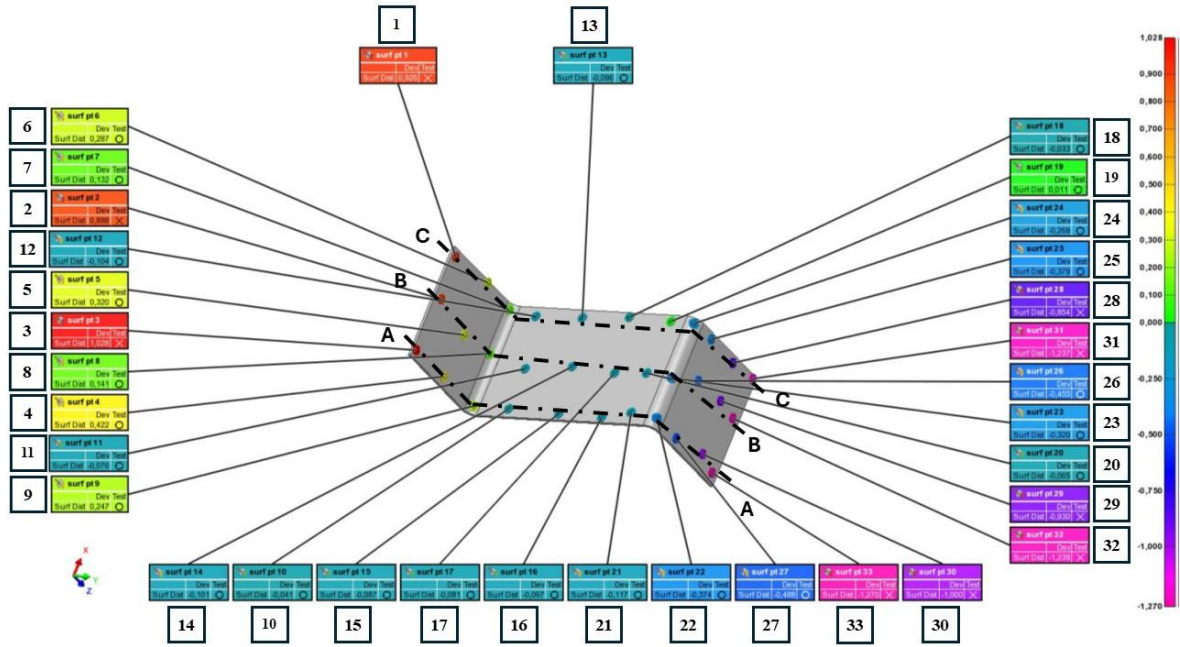 1
13
surf pt 1
Dev Test
Surf Dist 0,926
surf pt 13
Dev Test
Surf Dist -0,096
1,028
0,900
0,800
0,700
0,600
0,500
0,400
0,300
0,200
0,100
0,000
-0,250
-0,500
-0,750
-1,000
-1,270
6
surf pt 6
Dev Test
Surf Dist 0,287
7
surf pt 7
Dev Test
Surf Dist 0,132
2
surf pt 2
Dev Test
Surf Dist 0,898
12
surf pt 12
Dev Test
Surf Dist -0,104
5
surf pt 5
Dev Test
Surf Dist 0,320
3
surf pt 3
Dev Test
Surf Dist 1,028
8
surf pt 8
Dev Test
Surf Dist 0,141
4
surf pt 4
Dev Test
Surf Dist 0,422
11
surf pt 11
Dev Test
Surf Dist -0,076
9
surf pt 9
Dev Test
Surf Dist 0,247
C
B
A
C
B
A
surf pt 18
Dev Test
Surf Dist -0,033
18
surf pt 19
Dev Test
Surf Dist 0,011
19
surf pt 24
Dev Test
Surf Dist -0,268
24
surf pt 25
Dev Test
Surf Dist -0,379
25
surf pt 28
Dev Test
Surf Dist -0,854
28
surf pt 31
Dev Test
Surf Dist -1,237
31
surf pt 26
Dev Test
Surf Dist -0,455
26
surf pt 23
Dev Test
Surf Dist -0,320
23
surf pt 20
Dev Test
Surf Dist -0,065
20
surf pt 29
Dev Test
Surf Dist -0,930
29
surf pt 32
Dev Test
Surf Dist -1,239
32
X
Y
Z
surf pt 14
Dev Test
Surf Dist -0,101
surf pt 10
Dev Test
Surf Dist -0,041
surf pt 15
Dev Test
Surf Dist -0,087
surf pt 17
Dev Test
Surf Dist -0,081
surf pt 16
Dev Test
Surf Dist -0,097
surf pt 21
Dev Test
Surf Dist -0,117
surf pt 22
Dev Test
Surf Dist -0,374
surf pt 27
Dev Test
Surf Dist -0,488
surf pt 33
Dev Test
Surf Dist -1,270
surf pt 30
Dev Test
Surf Dist -1,000
14
10
15
17
16
21
22
27
33
30